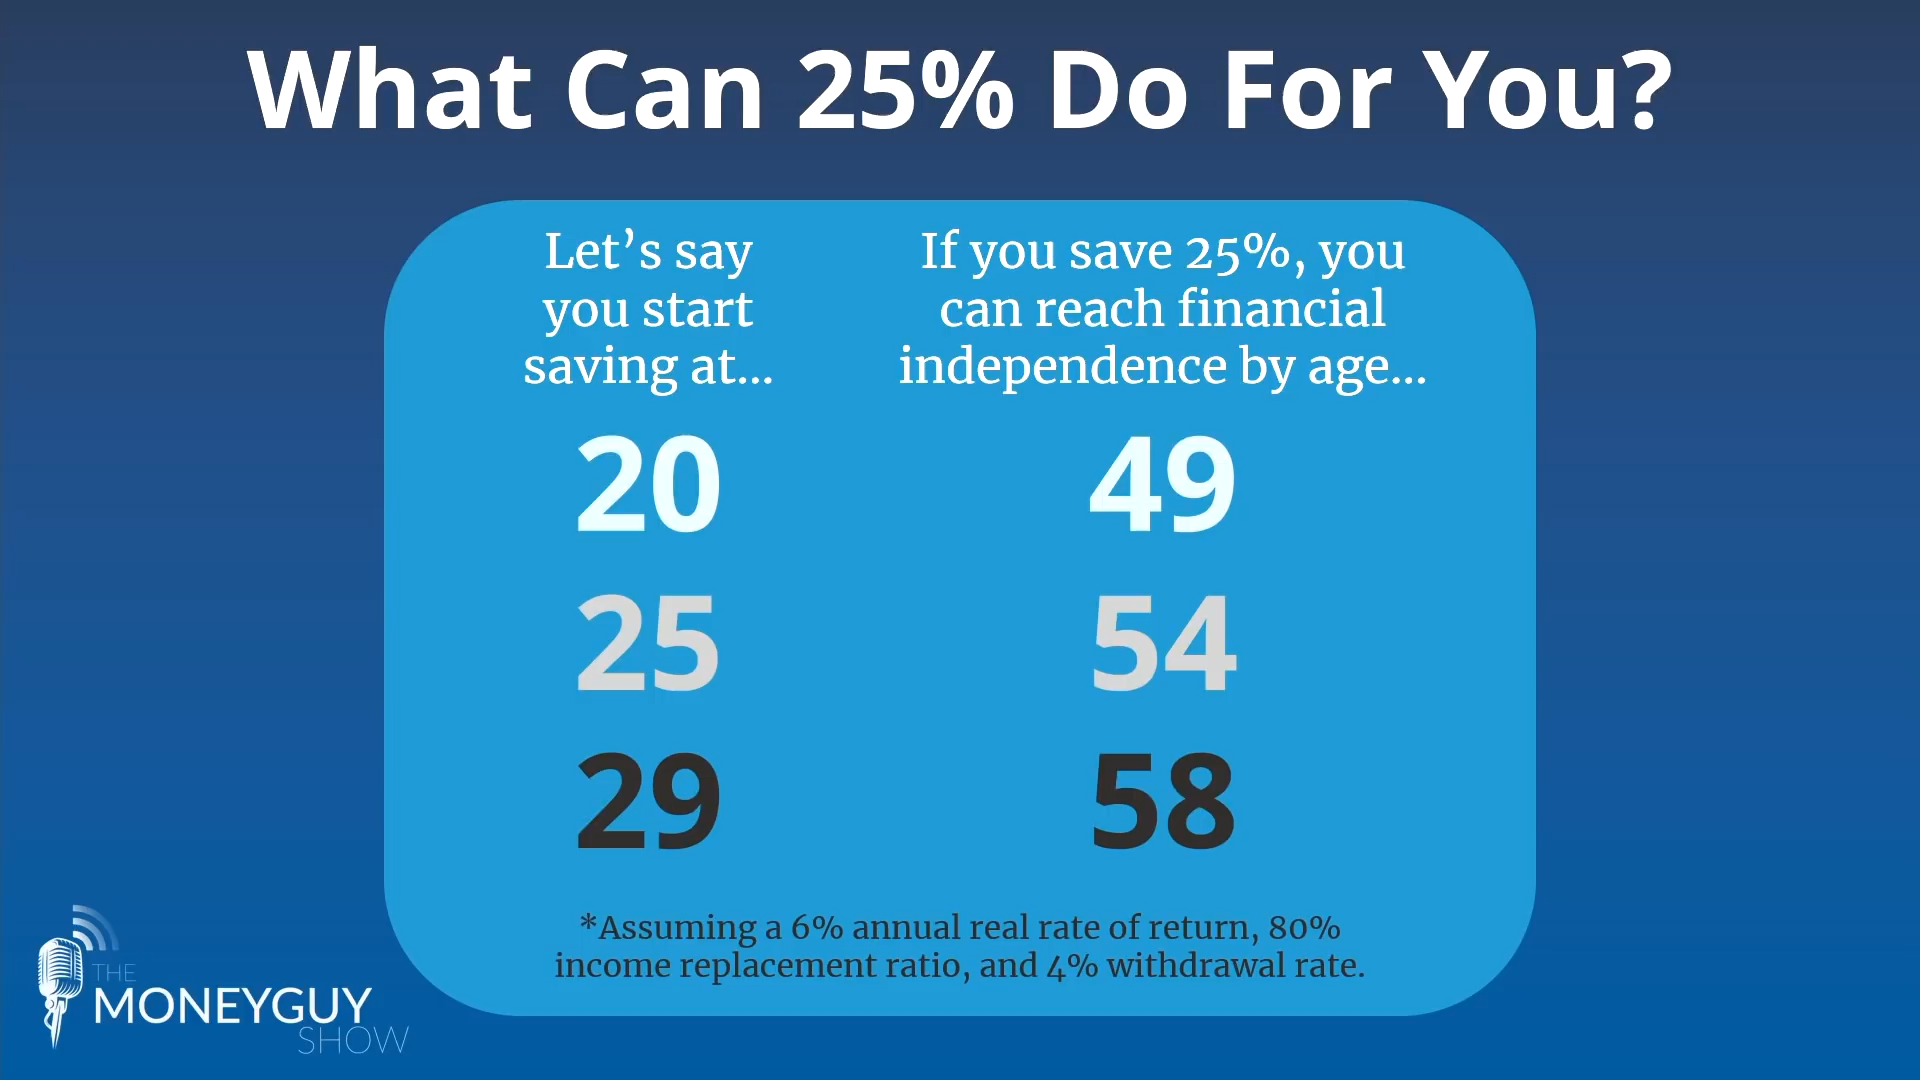 What Can 25% Do For You?
Let’s say
you start
saving at...
If you save 25%, you
can reach financial
independence by age...
20 49
25 54
29 58
*Assuming a 6% annual real rate of return, 80%
income replacement ratio, and 4% withdrawal rate.
THE
MONEYGUY
SHOW